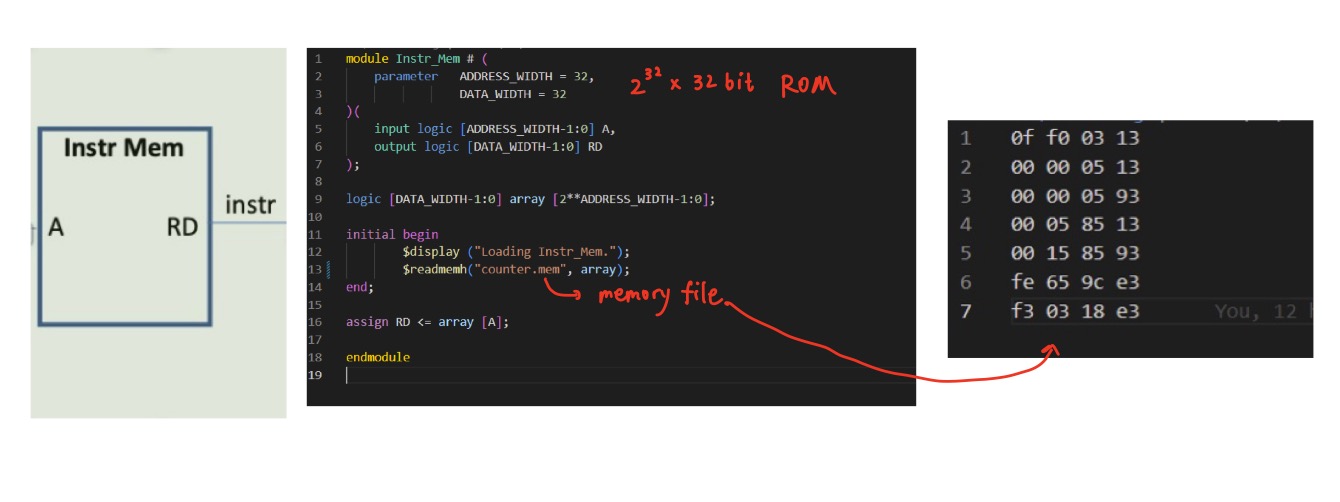 Instr Mem
A
RD
instr
1 module Instr_Mem # (
2 parameter ADDRESS_WIDTH = 32,
3 DATA_WIDTH = 32
4 )(
5 input logic [ADDRESS_WIDTH-1:0] A,
6 output logic [DATA_WIDTH-1:0] RD
7 );
8
9 logic [DATA_WIDTH-1:0] array [2**ADDRESS_WIDTH-1:0];
10
11 initial begin
12 $display ("Loading Instr_Mem.");
13 $readmemh("counter.mem", array);
14 end;
15
16 assign RD <= array [A];
17
18 endmodule
19
2³² x 32 bit ROM
memory file
1 0f f0 03 13
2 00 00 05 13
3 00 00 05 93
4 00 05 85 13
5 00 15 85 93
6 fe 65 9c e3
7 f3 03 18 e3 You, 12